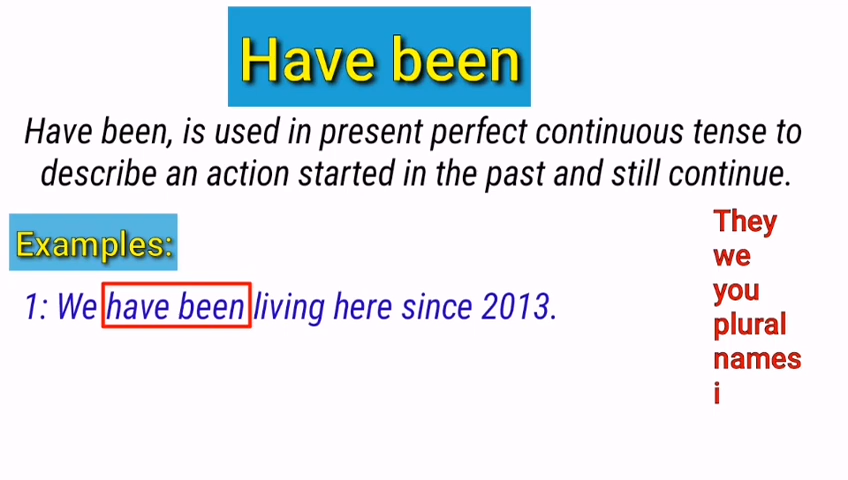 Have been
Have been, is used in present perfect continuous tense to
describe an action started in the past and still continue.
Examples:
1: We have been living here since 2013.
They
we
you
plural
names
i